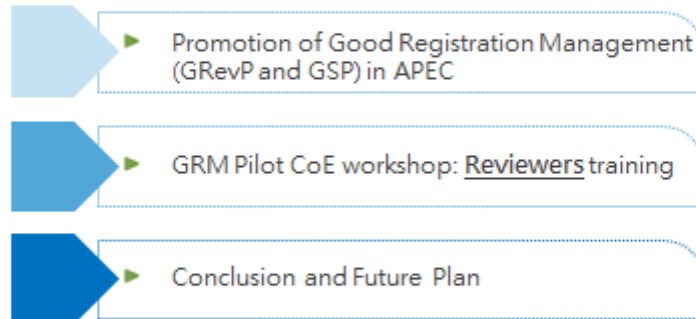 Promotion of Good Registration Management
(GRevP and GSP) in APEC
GRM Pilot CoE workshop: Reviewers training
Conclusion and Future Plan